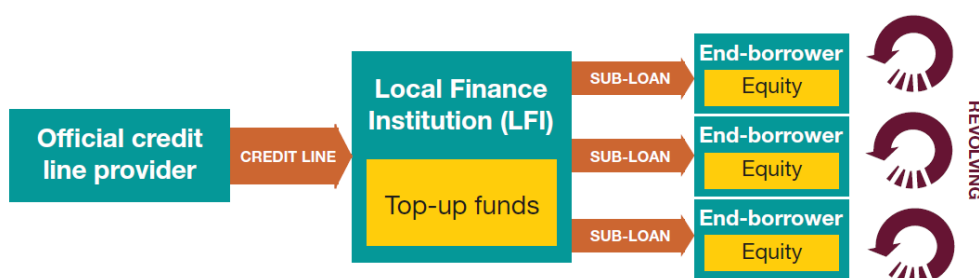 Official credit
line provider
CREDIT LINE
Local Finance
Institution (LFI)
Top-up funds
SUB-LOAN
End-borrower
Equity
SUB-LOAN
End-borrower
Equity
SUB-LOAN
End-borrower
Equity
REVOLVING